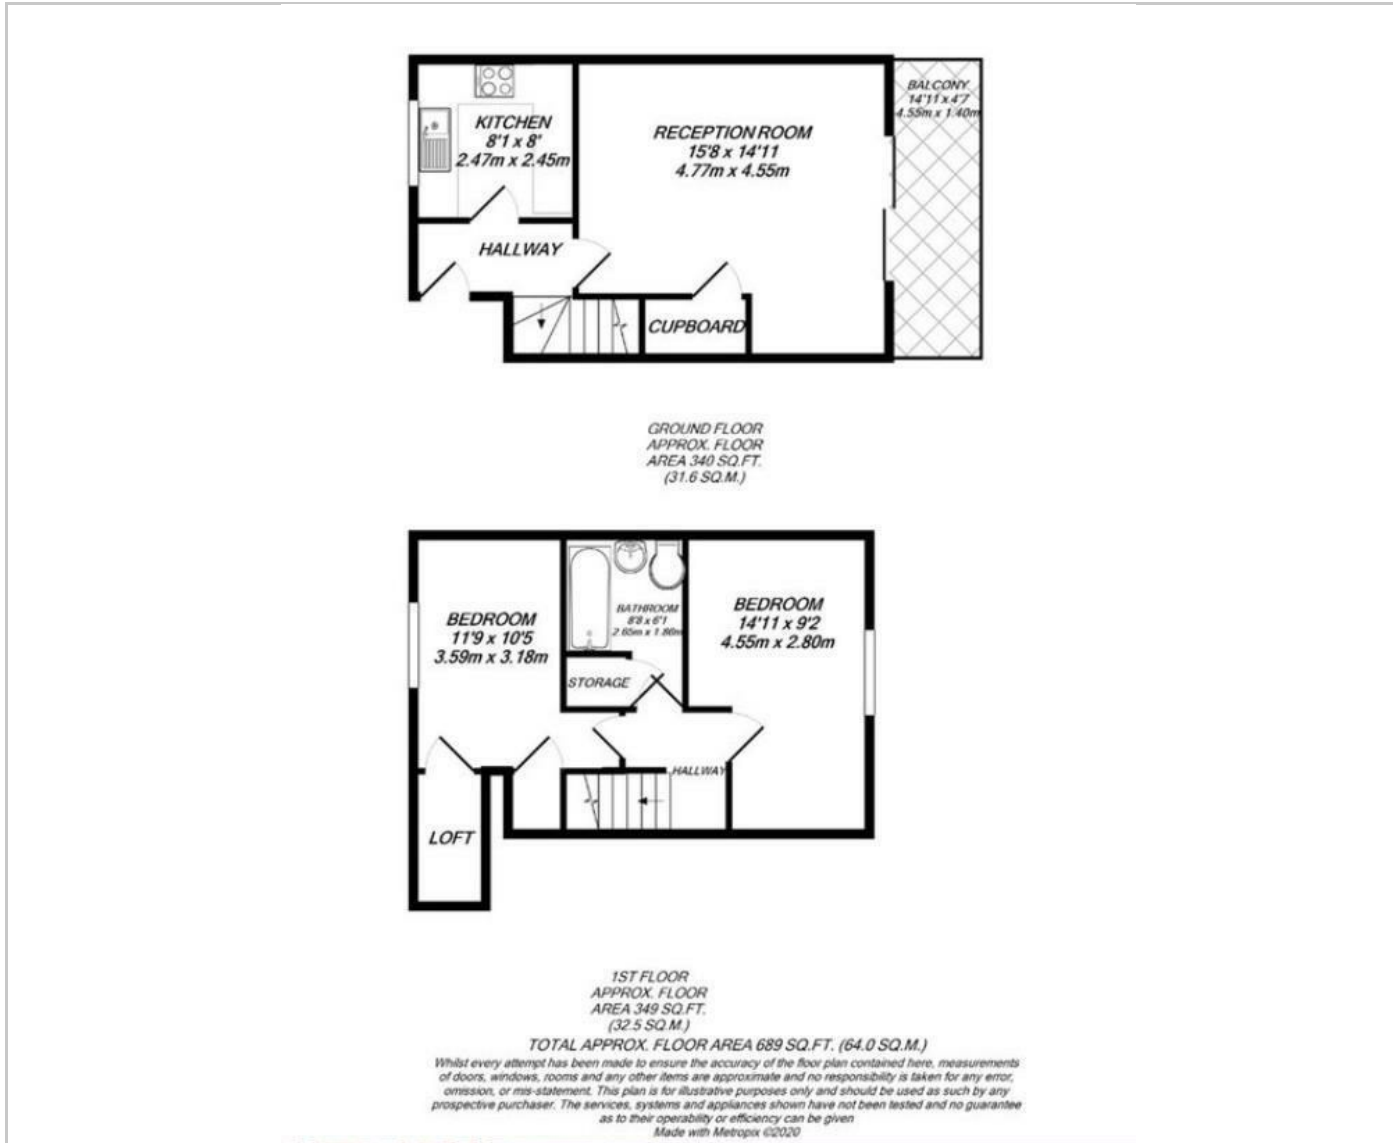 KITCHEN
8'1 x 8'
2.47m x 2.45m
RECEPTION ROOM
15'8 x 14'11
4.77m x 4.55m
BALCONY
14'11 x 4'7
4.55m x 1.40m
HALLWAY
CUPBOARD
GROUND FLOOR
APPROX. FLOOR
AREA 340 SQ.FT.
(31.6 SQ.M.)
BEDROOM
11'9 x 10'5
3.59m x 3.18m
BATHROOM
8'8 x 6'1
2.65m x 1.86m
BEDROOM
14'11 x 9'2
4.55m x 2.80m
STORAGE
HALLWAY
LOFT
1ST FLOOR
APPROX. FLOOR
AREA 349 SQ.FT.
(32.5 SQ.M.)
TOTAL APPROX. FLOOR AREA 689 SQ.FT. (64.0 SQ.M.)
Whilst every attempt has been made to ensure the accuracy of the floor plan contained here, measurements
of doors, windows, rooms and any other items are approximate and no responsibility is taken for any error,
omission, or mis-statement. This plan is for illustrative purposes only and should be used as such by any
prospective purchaser. The services, systems and appliances shown have not been tested and no guarantee
as to their operability or efficiency can be given
Made with Metropix ©2020